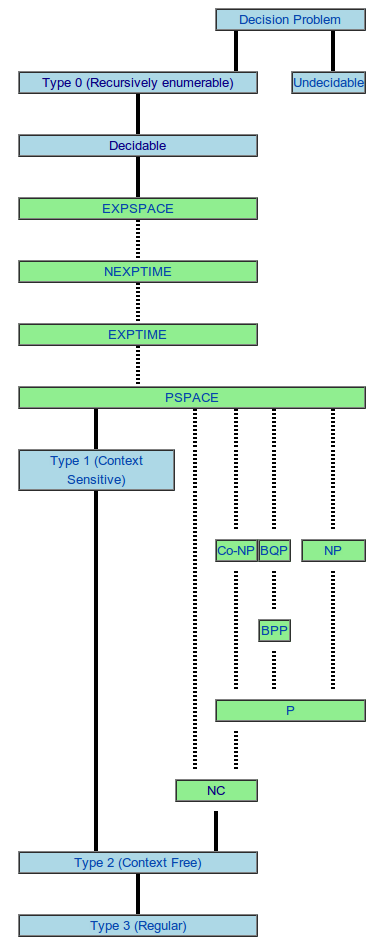 Decision Problem
Type 0 (Recursively enumerable)
Undecidable
Decidable
EXPSPACE
NEXPTIME
EXPTIME
PSPACE
Type 1 (Context
Sensitive)
Co-NP
BQP
NP
BPP
P
NC
Type 2 (Context Free)
Type 3 (Regular)